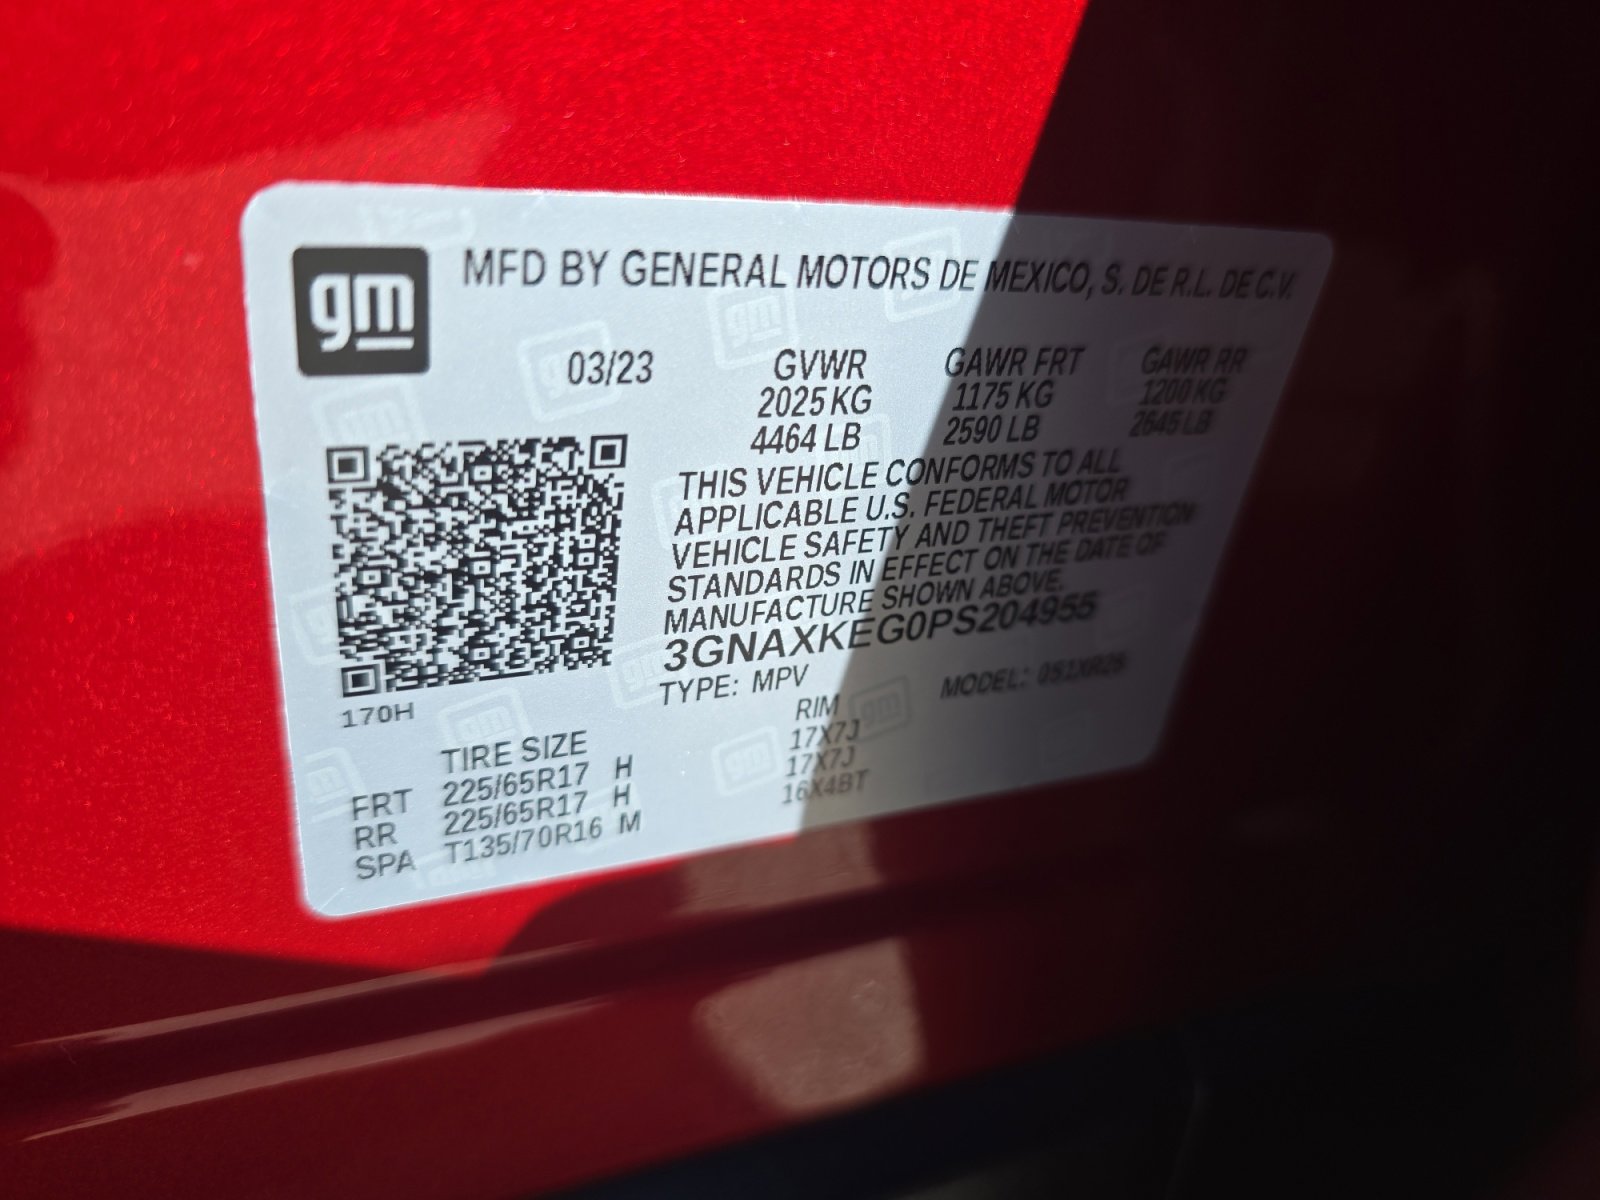 gm
MFD BY GENERAL MOTORS DE MEXICO, S. DE R.L. DE C.V.
03/23 GVWR GAWR FRT GAWR RR
2025 KG 1175 KG 1200 KG
4464 LB 2590 LB 2645 LB
THIS VEHICLE CONFORMS TO ALL
APPLICABLE U.S. FEDERAL MOTOR
VEHICLE SAFETY AND THEFT PREVENTION
STANDARDS IN EFFECT ON THE DATE OF
MANUFACTURE SHOWN ABOVE.
3GNAXKEG0PS204955
TYPE: MPV MODEL: 051XR26
170H
TIRE SIZE RIM
FRT 225/65R17 H 17X7J
RR 225/65R17 H 17X7J
SPA T135/70R16 M 16X4BT